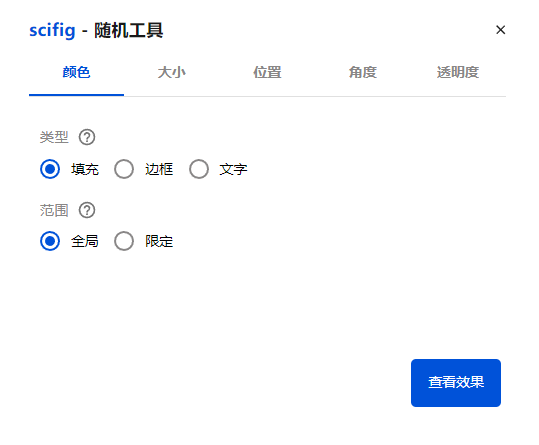 scifig - 随机工具
颜色 大小 位置 角度 透明度
类型
填充 边框 文字
范围
全局 限定
查看效果